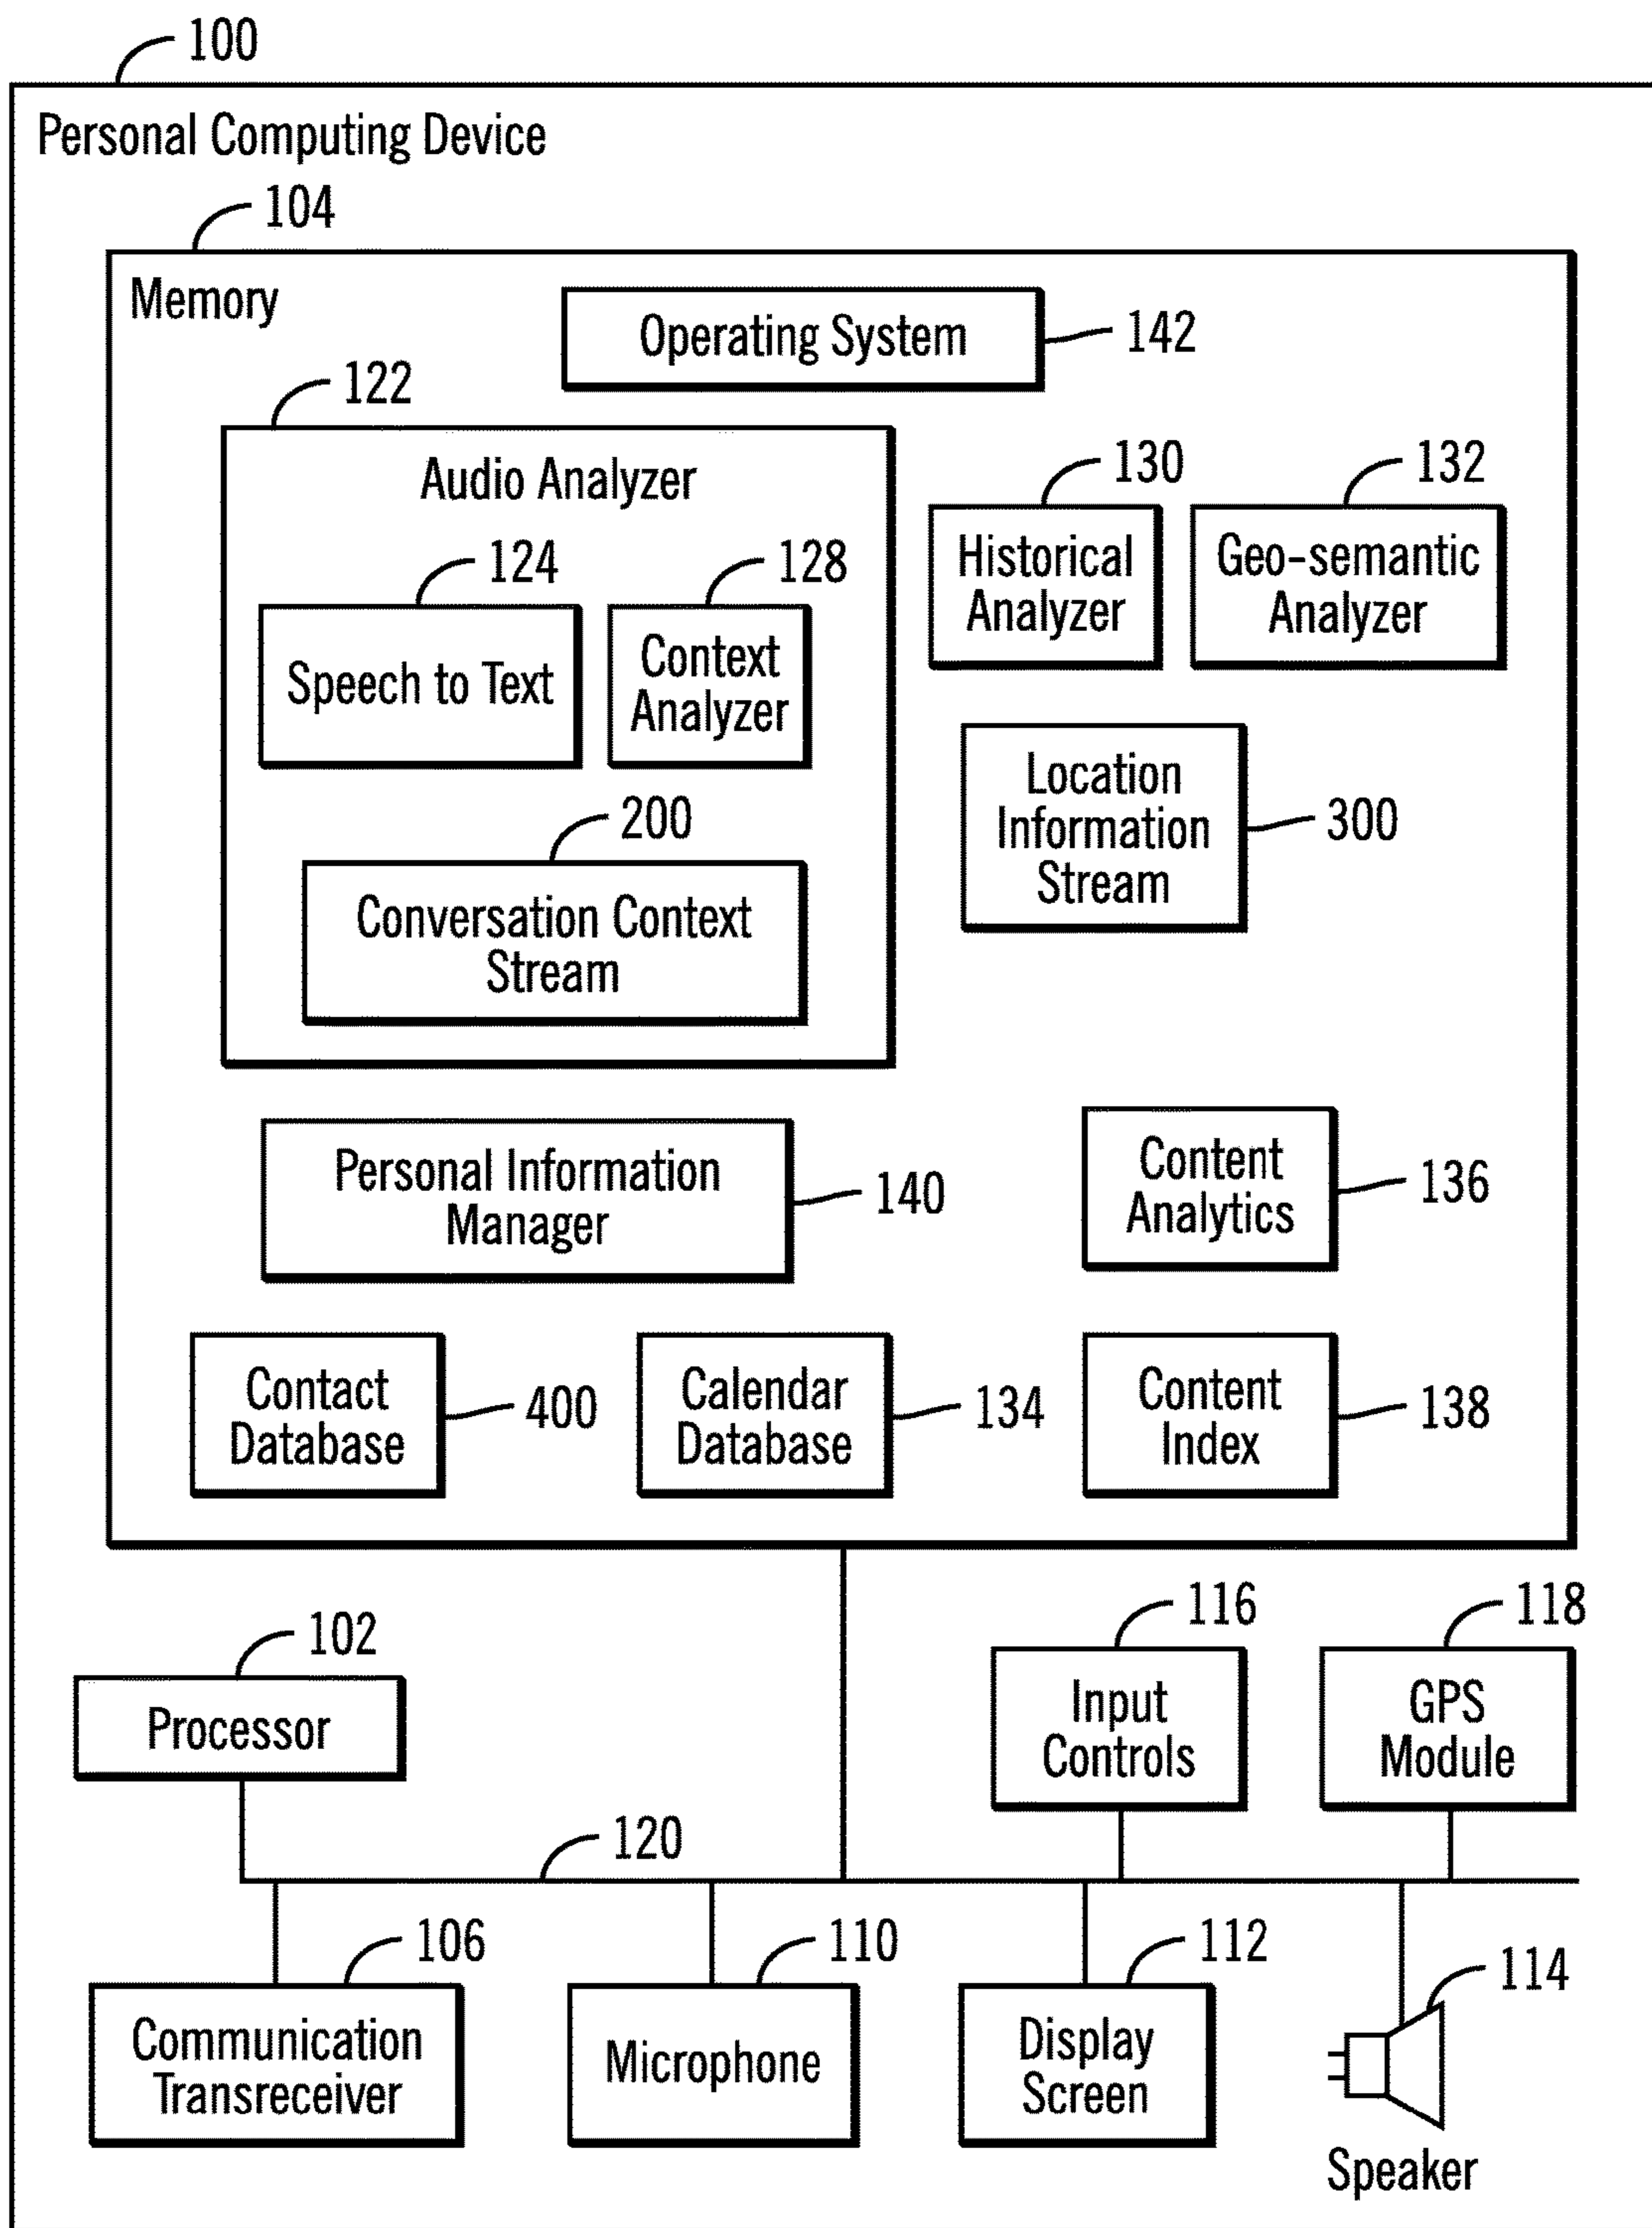 100
Personal Computing Device
104
Memory
Operating System
142
122
Audio Analyzer
130
132
Historical
Analyzer
Geo-semantic
Analyzer
124
128
Speech to Text
Context
Analyzer
Location
Information
Stream
300
200
Conversation Context
Stream
Personal Information
Manager
140
Content
Analytics
136
Contact
Database
400
Calendar
Database
134
Content
Index
138
102
Processor
116
Input
Controls
118
GPS
Module
120
106
Communication
Transreceiver
110
Microphone
112
Display
Screen
114
Speaker